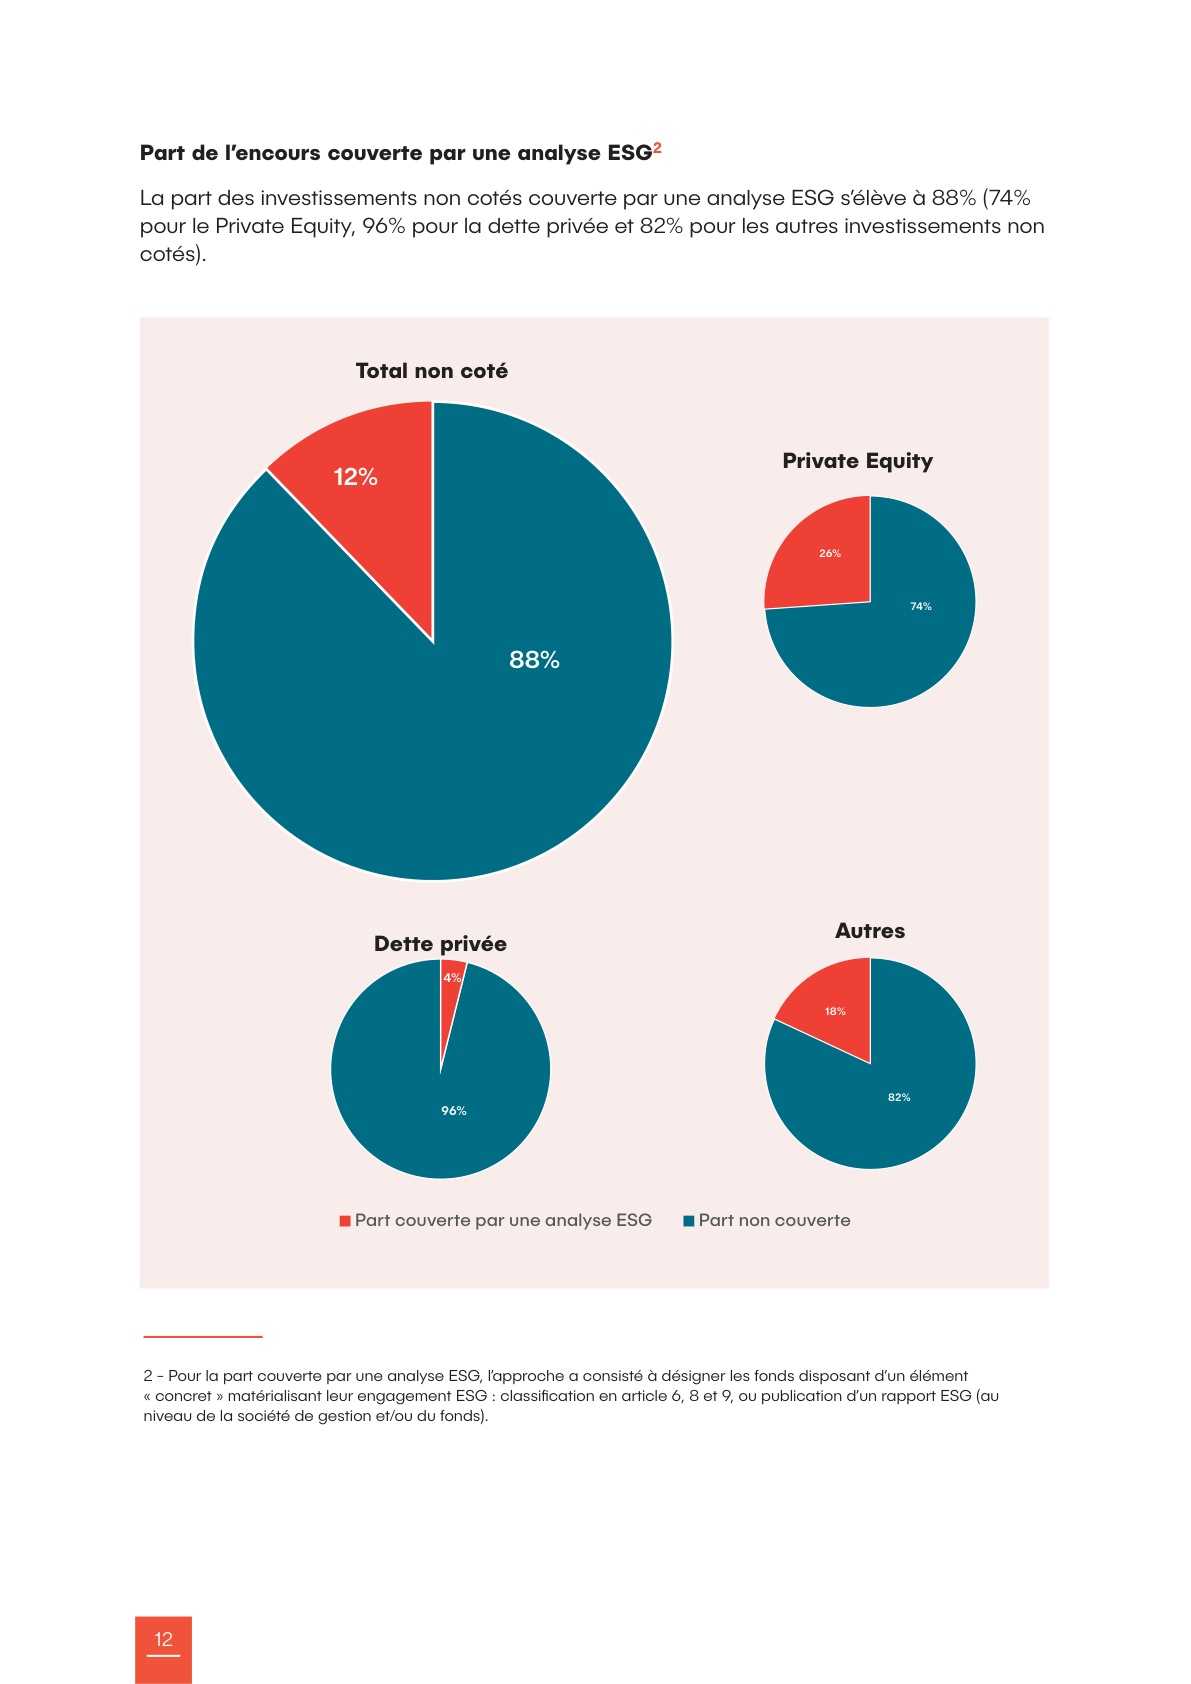 Part de l’encours couverte par une analyse ESG2
La part des investissements non cotés couverte par une analyse ESG s’élève à 88% (74%
pour le Private Equity, 96% pour la dette privée et 82% pour les autres investissements non
cotés).
Total non coté
12%
88%
Private Equity
26%
74%
Dette privée
4%
96%
Autres
18%
82%
Part couverte par une analyse ESG
Part non couverte
2 - Pour la part couverte par une analyse ESG, l’approche a consisté à désigner les fonds disposant d’un élément
« concret » matérialisant leur engagement ESG : classification en article 6, 8 et 9, ou publication d’un rapport ESG (au
niveau de la société de gestion et/ou du fonds).
12